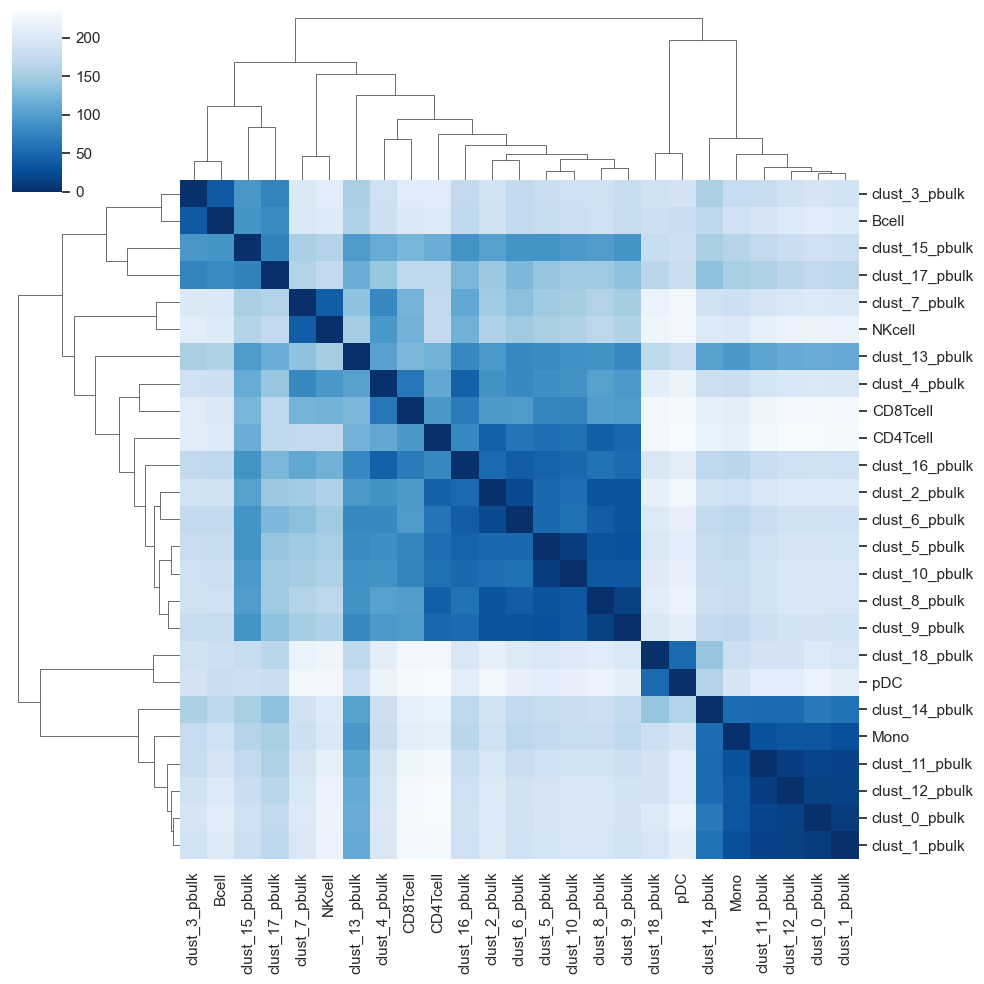 200
150
100
50
0
clust_3_pbulk
Bcell
clust_15_pbulk
clust_17_pbulk
clust_7_pbulk
NKcell
clust_13_pbulk
clust_4_pbulk
CD8Tcell
CD4Tcell
clust_16_pbulk
clust_2_pbulk
clust_6_pbulk
clust_5_pbulk
clust_10_pbulk
clust_8_pbulk
clust_9_pbulk
clust_18_pbulk
pDC
clust_14_pbulk
Mono
clust_11_pbulk
clust_12_pbulk
clust_0_pbulk
clust_1_pbulk
clust_3_pbulk
Bcell
clust_15_pbulk
clust_17_pbulk
clust_7_pbulk
NKcell
clust_13_pbulk
clust_4_pbulk
CD8Tcell
CD4Tcell
clust_16_pbulk
clust_2_pbulk
clust_6_pbulk
clust_5_pbulk
clust_10_pbulk
clust_8_pbulk
clust_9_pbulk
clust_18_pbulk
pDC
clust_14_pbulk
Mono
clust_11_pbulk
clust_12_pbulk
clust_0_pbulk
clust_1_pbulk